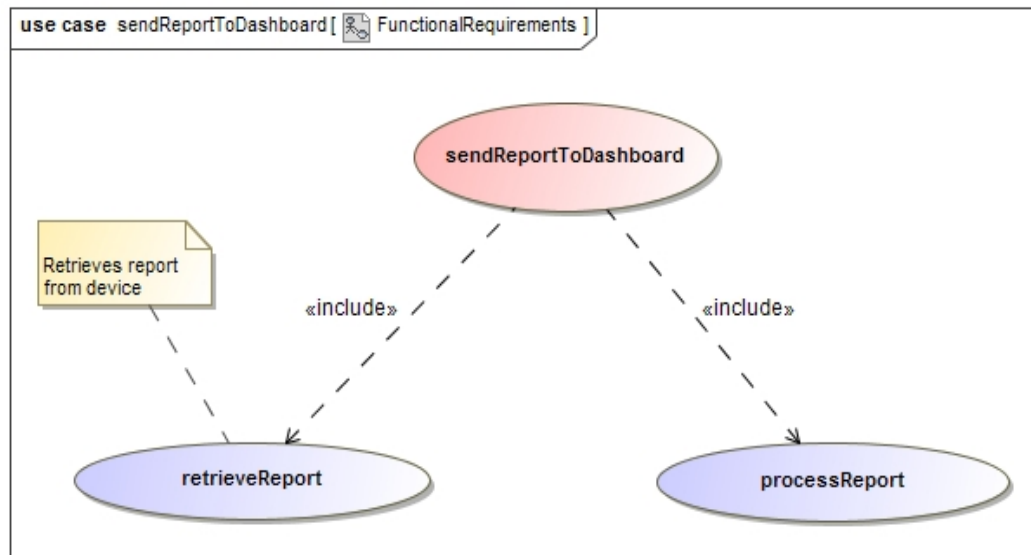 use case sendReportToDashboard [ FunctionalRequirements ]
sendReportToDashboard
Retrieves report
from device
«include»
«include»
retrieveReport
processReport